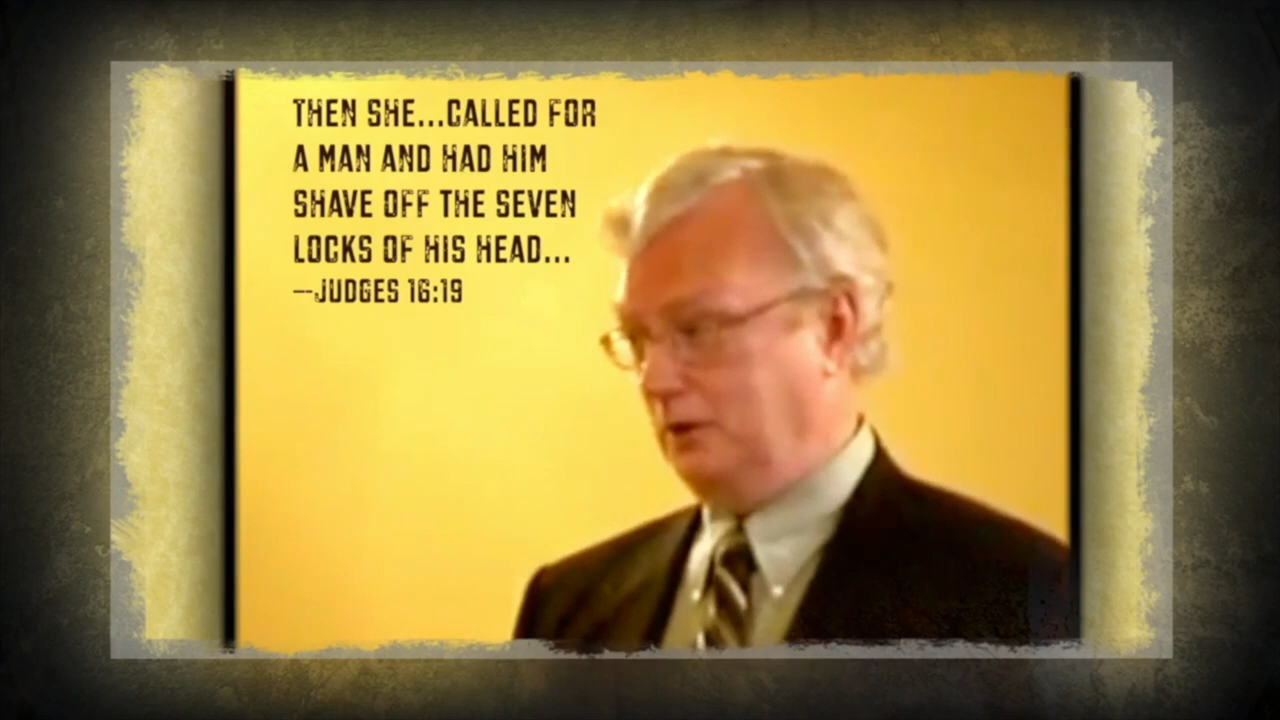 THEN SHE...CALLED FOR
A MAN AND HAD HIM
SHAVE OFF THE SEVEN
LOCKS OF HIS HEAD...
--JUDGES 16:19